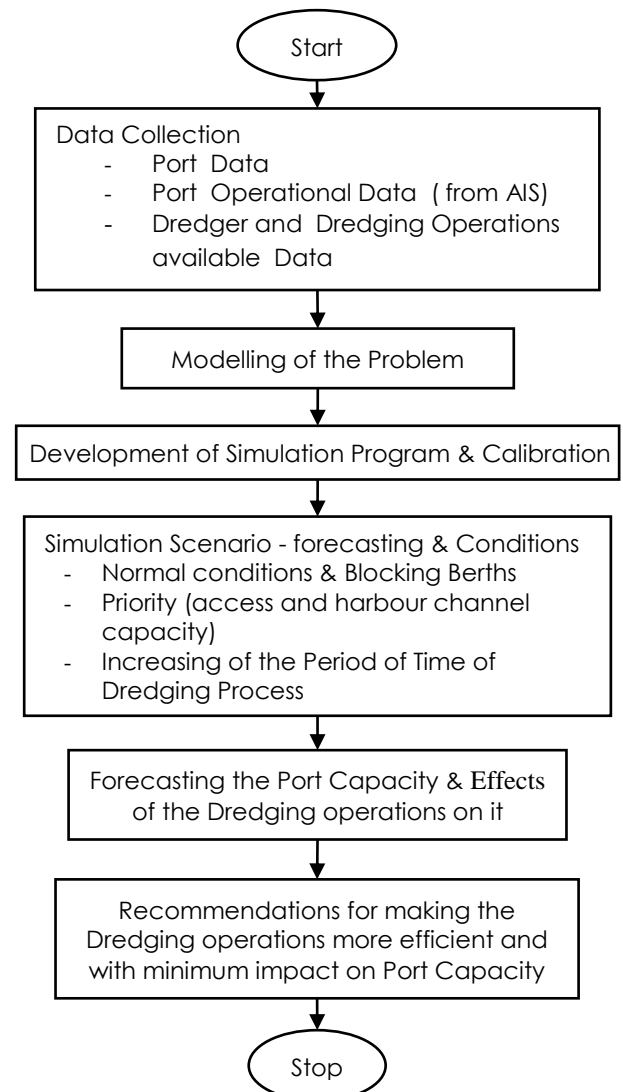 Start
Data Collection
- Port Data
- Port Operational Data ( from AIS)
- Dredger and Dredging Operations
available Data
Modelling of the Problem
Development of Simulation Program & Calibration
Simulation Scenario - forecasting & Conditions
- Normal conditions & Blocking Berths
- Priority (access and harbour channel
capacity)
- Increasing of the Period of Time of
Dredging Process
Forecasting the Port Capacity & Effects
of the Dredging operations on it
Recommendations for making the
Dredging operations more efficient and
with minimum impact on Port Capacity
Stop